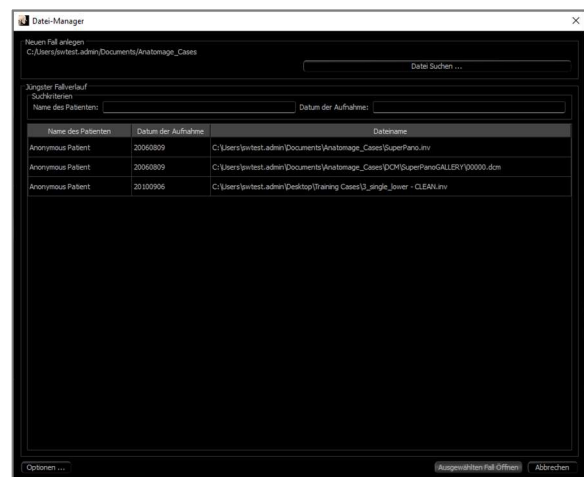 Datei-Manager
Neuen Fall anlegen
C:/Users/swtest.admin/Documents/Anatomage_Cases
Datei Suchen ...
Jüngster Fallverlauf
Suchkriterien
Name des Patienten: Datum der Aufnahme:
Name des Patienten Datum der Aufnahme Dateiname
Anonymous Patient 20060809 C:\Users\swtest.admin\Documents\Anatomage_Cases\SuperPano.inv
Anonymous Patient 20060809 C:\Users\swtest.admin\Documents\Anatomage_Cases\DCM\SuperPanoGALLERY\00000.dcm
Anonymous Patient 20100906 C:\Users\swtest.admin\Desktop\Training Cases\3_single_lower - CLEAN.inv
Optionen ... Ausgewählten Fall Öffnen Abbrechen